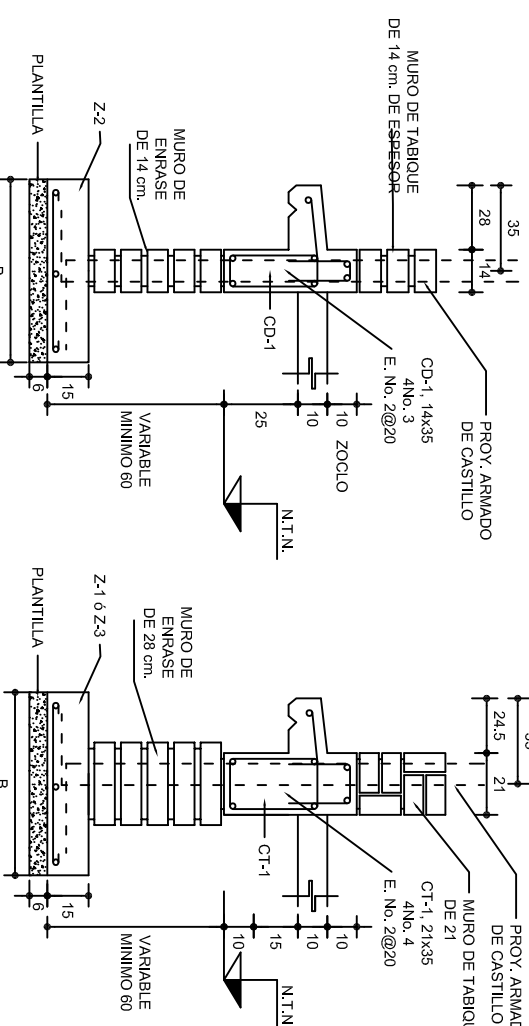 35
28
14
MURO DE TABIQUE
DE 14 cm. DE ESPESOR
PROY. ARMADO
DE CASTILLO
CD-1, 14x35
4No. 3
E. No. 2@20
CD-1
MURO DE
ENRASE
DE 14 cm.
Z-2
PLANTILLA
10
ZOCLO
10
25
N.T.N.
VARIABLE
MINIMO 60
15
6
24.5
21
PROY. ARMAD
DE CASTILLO
MURO DE TABIQU
DE 21
CT-1, 21x35
4No. 4
E. No. 2@20
CT-1
MURO DE
ENRASE
DE 28 cm.
Z-1 ó Z-3
PLANTILLA
10
10
15
10
N.T.N
VARIABLE
MINIMO 60
15
6
B